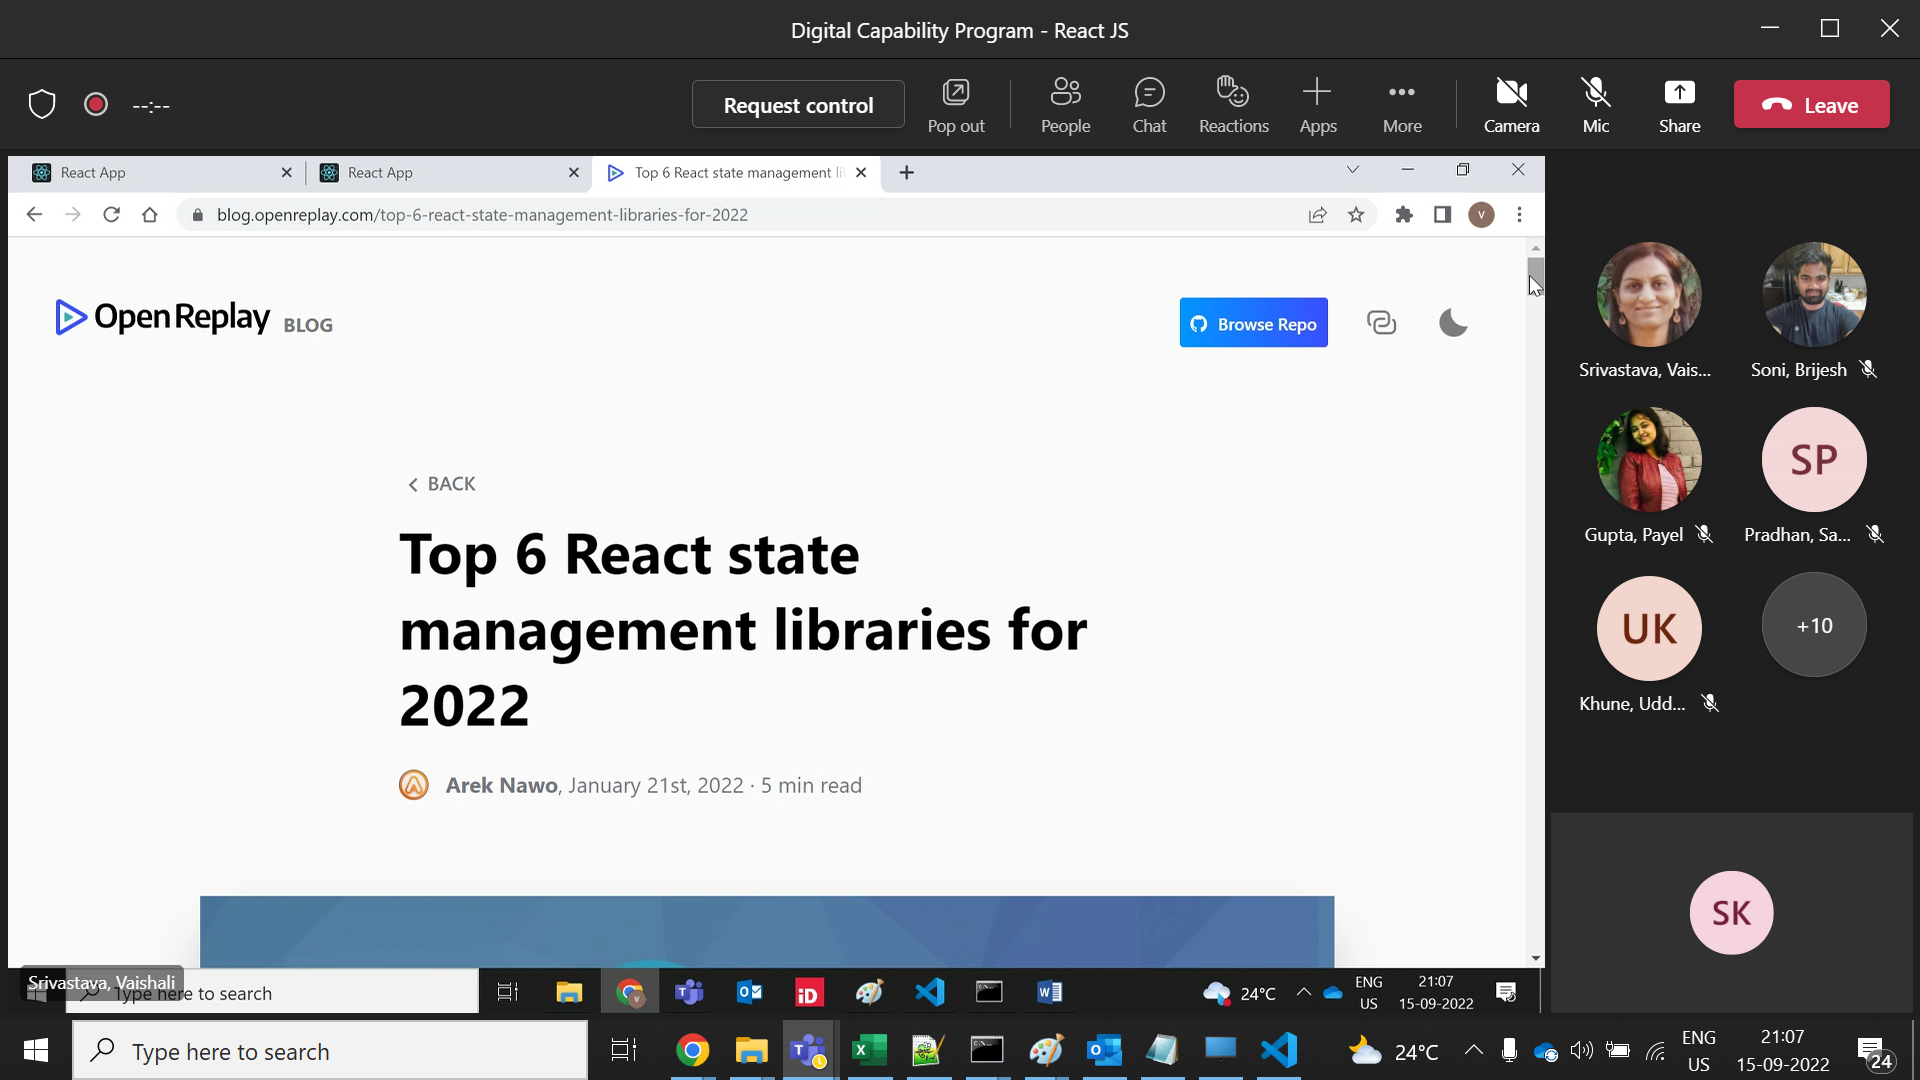 Digital Capability Program - React JS
--:--
Request control
Pop out
People
Chat
Reactions
Apps
More
Camera
Mic
Share
Leave
React App
React App
Top 6 React state management li
blog.openreplay.com/top-6-react-state-management-libraries-for-2022
V
OpenReplay BLOG
Browse Repo
BACK
Top 6 React state
management libraries for
2022
Arek Nawo, January 21st, 2022 · 5 min read
Srivastava, Vais...
Soni, Brijesh
Gupta, Payel
SP
Pradhan, Sa...
UK
Khune, Udd...
+10
SK
Srivastava, Vaishali
Type here to search
iD
24°C
ENG
US
21:07
15-09-2022
Type here to search
24°C
ENG
US
21:07
15-09-2022
24